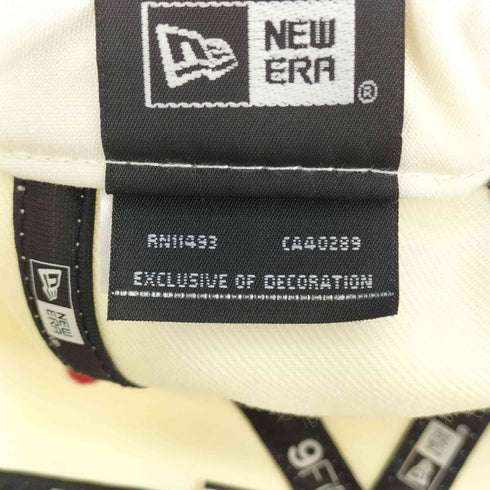 NEW
ERA
®
RN11493 CA40289
EXCLUSIVE OF DECORATION
NEW
ERA
9F